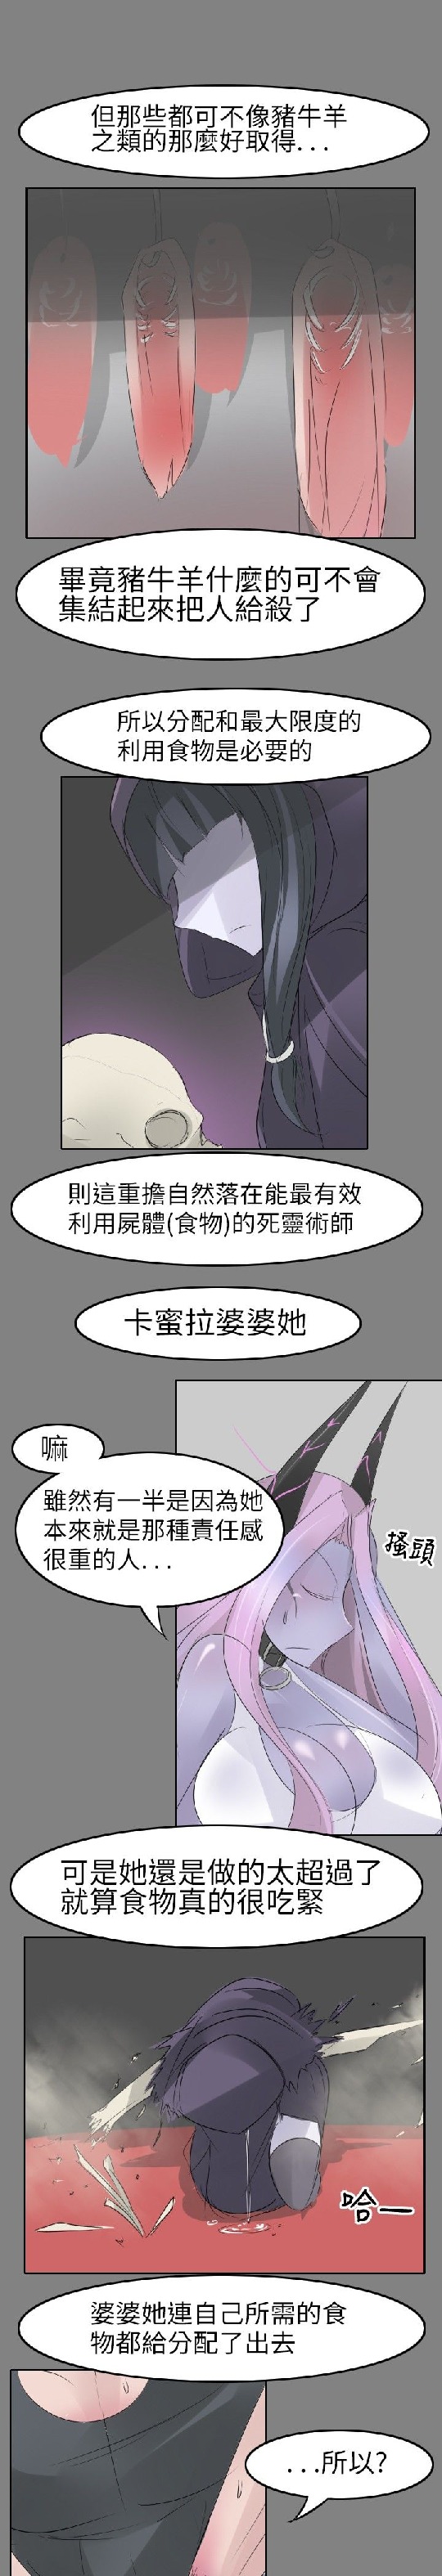 但那些都可不像豬牛羊
之類的那麼好取得...
畢竟豬牛羊什麼的可不會
集結起來把人給殺了
所以分配和最大限度的
利用食物是必要的
則這重擔自然落在能最有效
利用屍體(食物)的死靈術師
卡蜜拉婆婆她
嘛
雖然有一半是因為她
本來就是那種責任感
很重的人...
搔頭
可是她還是做的太超過了
就算食物真的很吃緊
哈一
婆婆她連自己所需的食
物都給分配了出去
...所以?